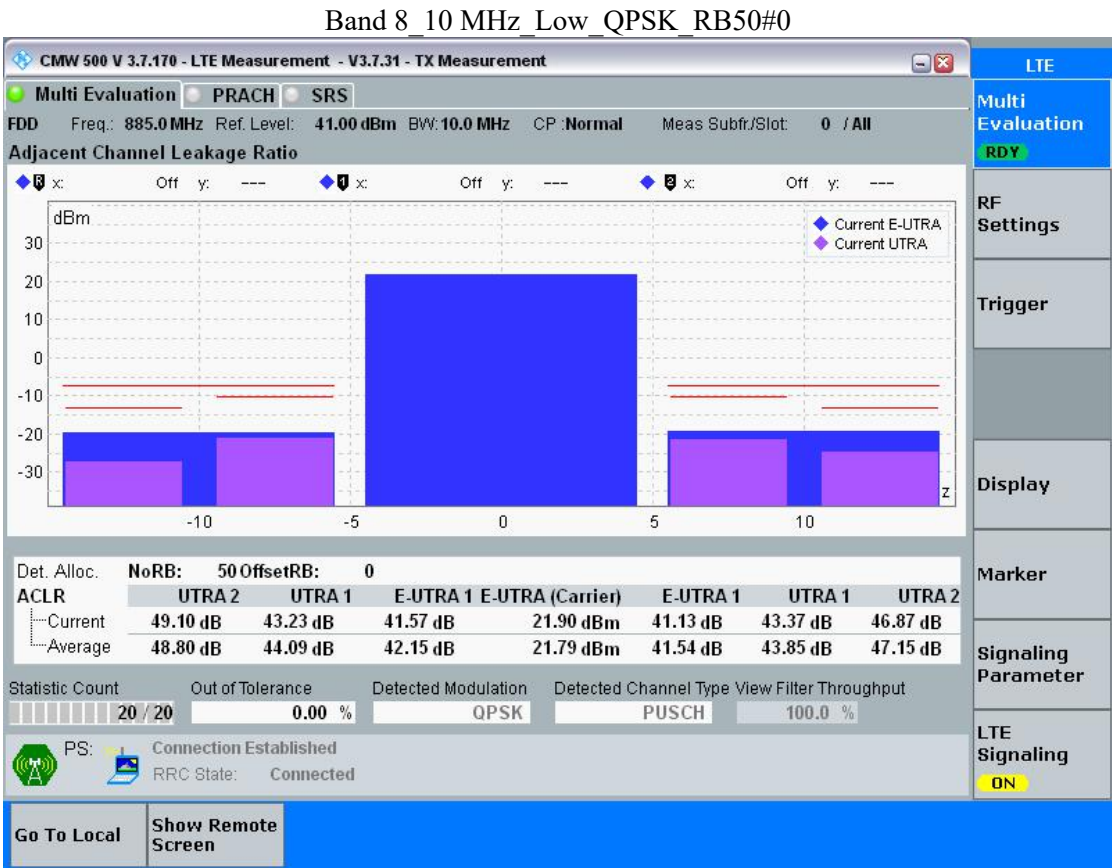 Band 8_10 MHz_Low_QPSK_RB50#0
CMW 500 V 3.7.170 - LTE Measurement - V3.7.31 - TX Measurement
LTE
Multi Evaluation PRACH SRS
Multi Evaluation
RDY
FDD Freq.: 885.0 MHz Ref. Level: 41.00 dBm BW: 10.0 MHz CP :Normal Meas Subfr./Slot: 0 / All
Adjacent Channel Leakage Ratio
R x: Off y: --- 1 x: Off y: --- 2 x: Off y: ---
dBm
Current E-UTRA
Current UTRA
30
20
10
0
-10
-20
-30
z
-10 -5 0 5 10
RF Settings
Trigger
Display
Marker
Signaling Parameter
LTE Signaling
ON
Det. Alloc. NoRB: 50 OffsetRB: 0
ACLR UTRA 2 UTRA 1 E-UTRA 1 E-UTRA (Carrier) E-UTRA 1 UTRA 1 UTRA 2
Current 49.10 dB 43.23 dB 41.57 dB 21.90 dBm 41.13 dB 43.37 dB 46.87 dB
Average 48.80 dB 44.09 dB 42.15 dB 21.79 dBm 41.54 dB 43.85 dB 47.15 dB
Statistic Count Out of Tolerance Detected Modulation Detected Channel Type View Filter Throughput
20 / 20 0.00 % QPSK PUSCH 100.0 %
PS: Connection Established
RRC State: Connected
Go To Local Show Remote Screen